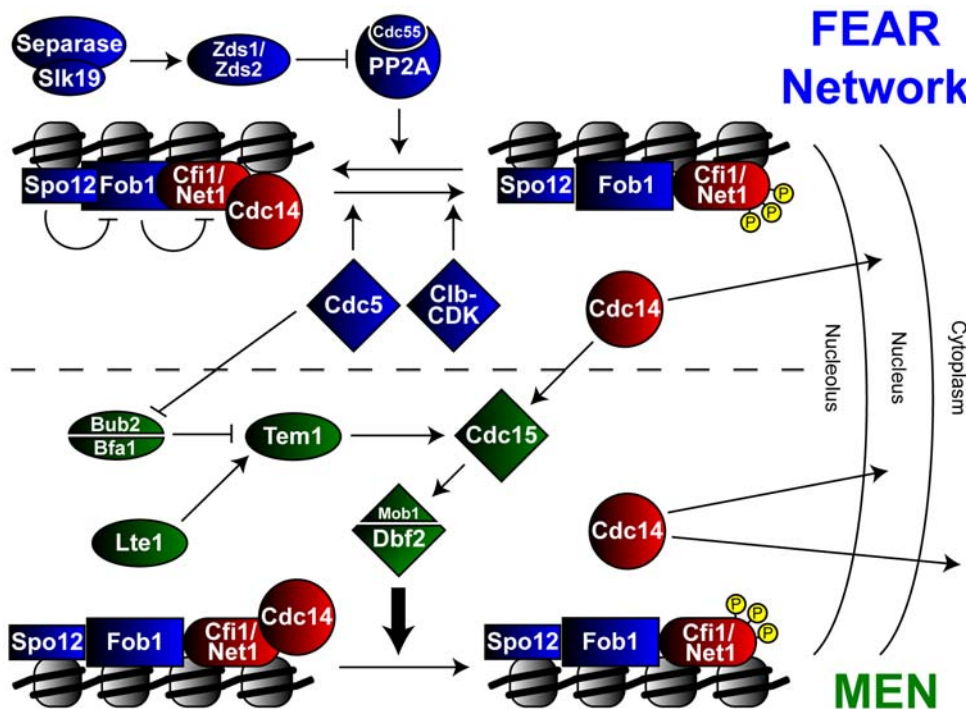 FEAR
Network
Separase
Slk19
Zds1/
Zds2
Cdc55
PP2A
Spo12
Fob1
Cfi1/
Net1
Cdc14
Spo12
Fob1
Cfi1/
Net1
P
P
P
Cdc5
Clb-
CDK
Cdc14
Nucleolus
Nucleus
Cytoplasm
Bub2
Bfa1
Tem1
Cdc15
Lte1
Mob1
Dbf2
Cdc14
Spo12
Fob1
Cfi1/
Net1
Cdc14
Spo12
Fob1
Cfi1/
Net1
P
P
P
MEN